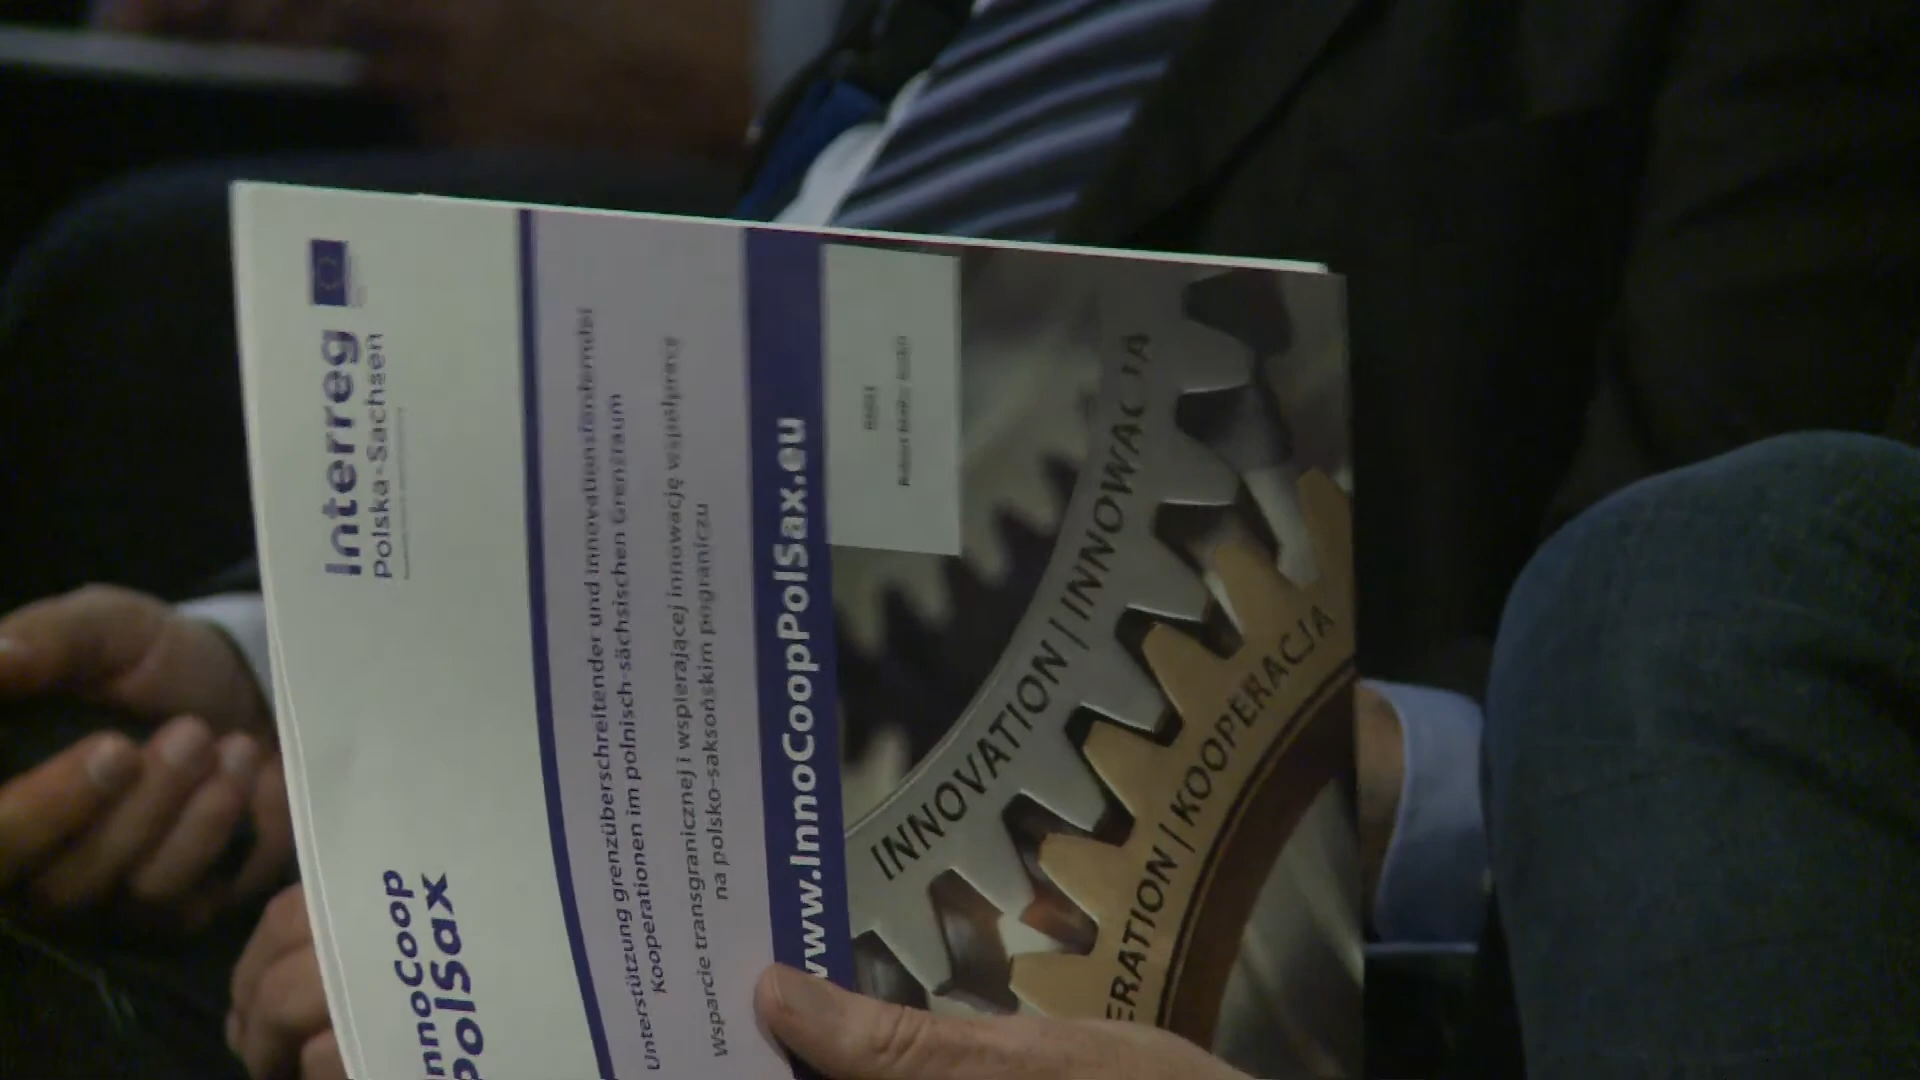 InnoCoop
PolSax
Interreg
Polska-Sachsen
Unterstützung grenzüberschreitender und innovationsfördernder
Kooperationen im polnisch-sächsischen Grenzraum
Wsparcie transgranicznej i wspierającej innowację współpracy
na polsko-saksońskim pograniczu
www.InnoCoopPolSax.eu
INNOVATION | INNOWACJA
ERATION | KOOPERACJA